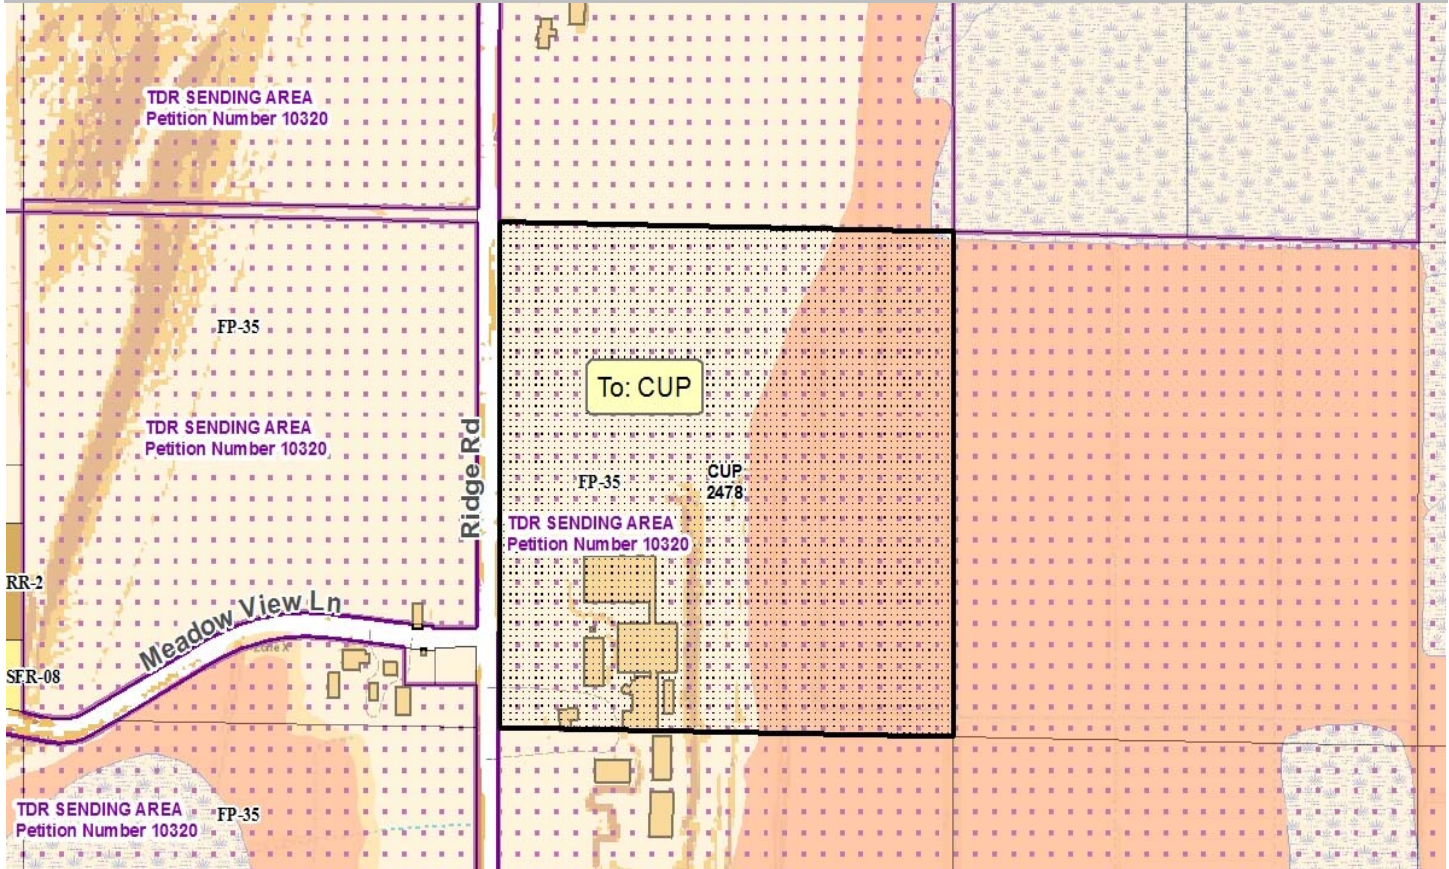 TDR SENDING AREA
Petition Number 10320
FP-35
To: CUP
TDR SENDING AREA
Petition Number 10320
Ridge Rd
CUP
2478
FP-35
TDR SENDING AREA
Petition Number 10320
RR-2
Meadow View Ln
Zone X
SFR-08
TDR SENDING AREA
Petition Number 10320
FP-35